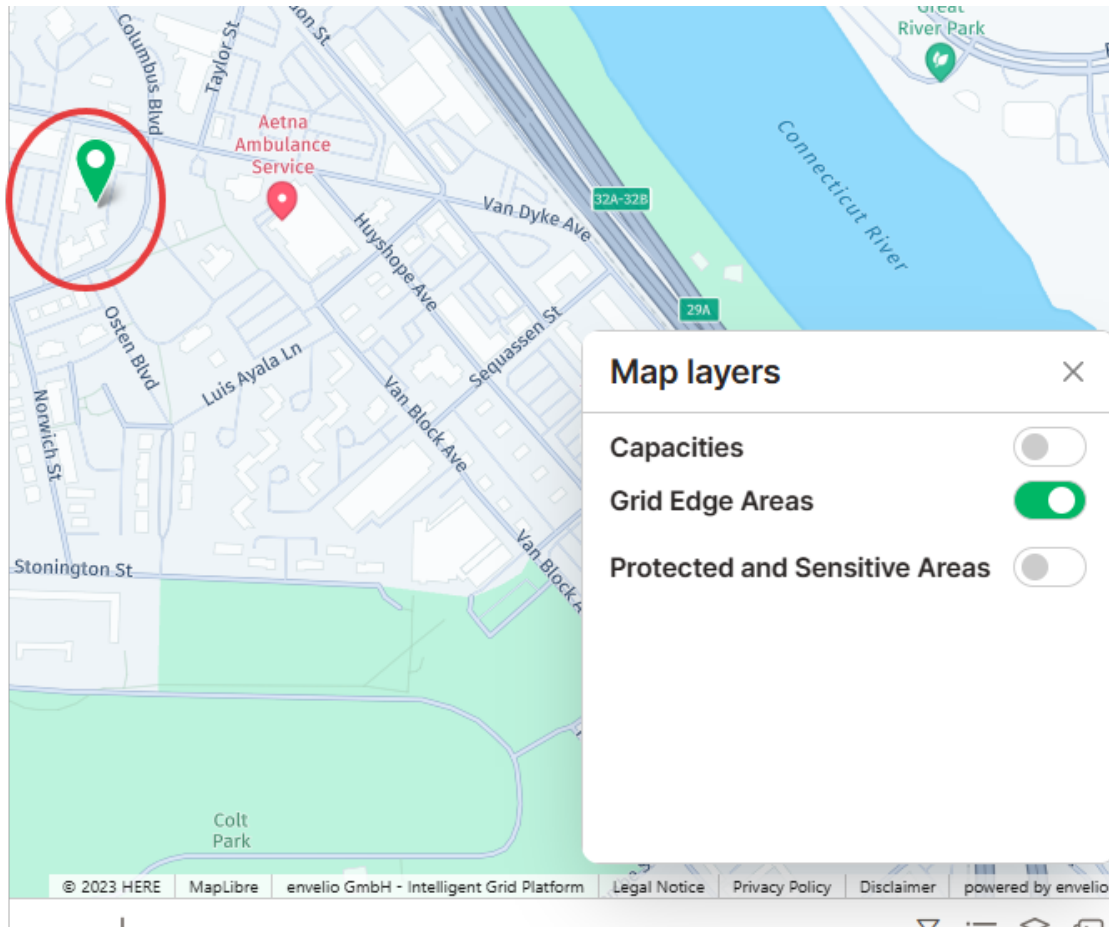 Great
River Park
Columbus Blvd
Taylor St
on St
Aetna
Ambulance
Service
Van Dyke Ave
32A-32B
Connecticut River
Huyshope Ave
29A
Osten Blvd
Sequassen St
Luis Ayala Ln
Van Block Ave
Norwich St
Van Block A
Stonington St
Colt
Park
Map layers
Capacities
Grid Edge Areas
Protected and Sensitive Areas
© 2023 HERE MapLibre envelio GmbH - Intelligent Grid Platform Legal Notice Privacy Policy Disclaimer powered by envelio